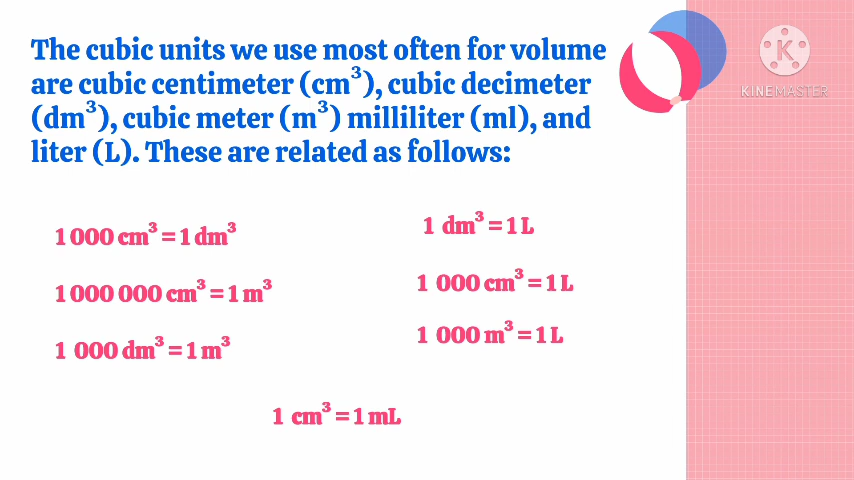 The cubic units we use most often for volume
are cubic centimeter (cm³), cubic decimeter
(dm³), cubic meter (m³) milliliter (ml), and
liter (L). These are related as follows:
1 000 cm³ = 1 dm³
1 000 000 cm³ = 1 m³
1 000 dm³ = 1 m³
1 dm³ = 1 L
1 000 cm³ = 1 L
1 000 m³ = 1 L
1 cm³ = 1 mL
K
KINEMASTER